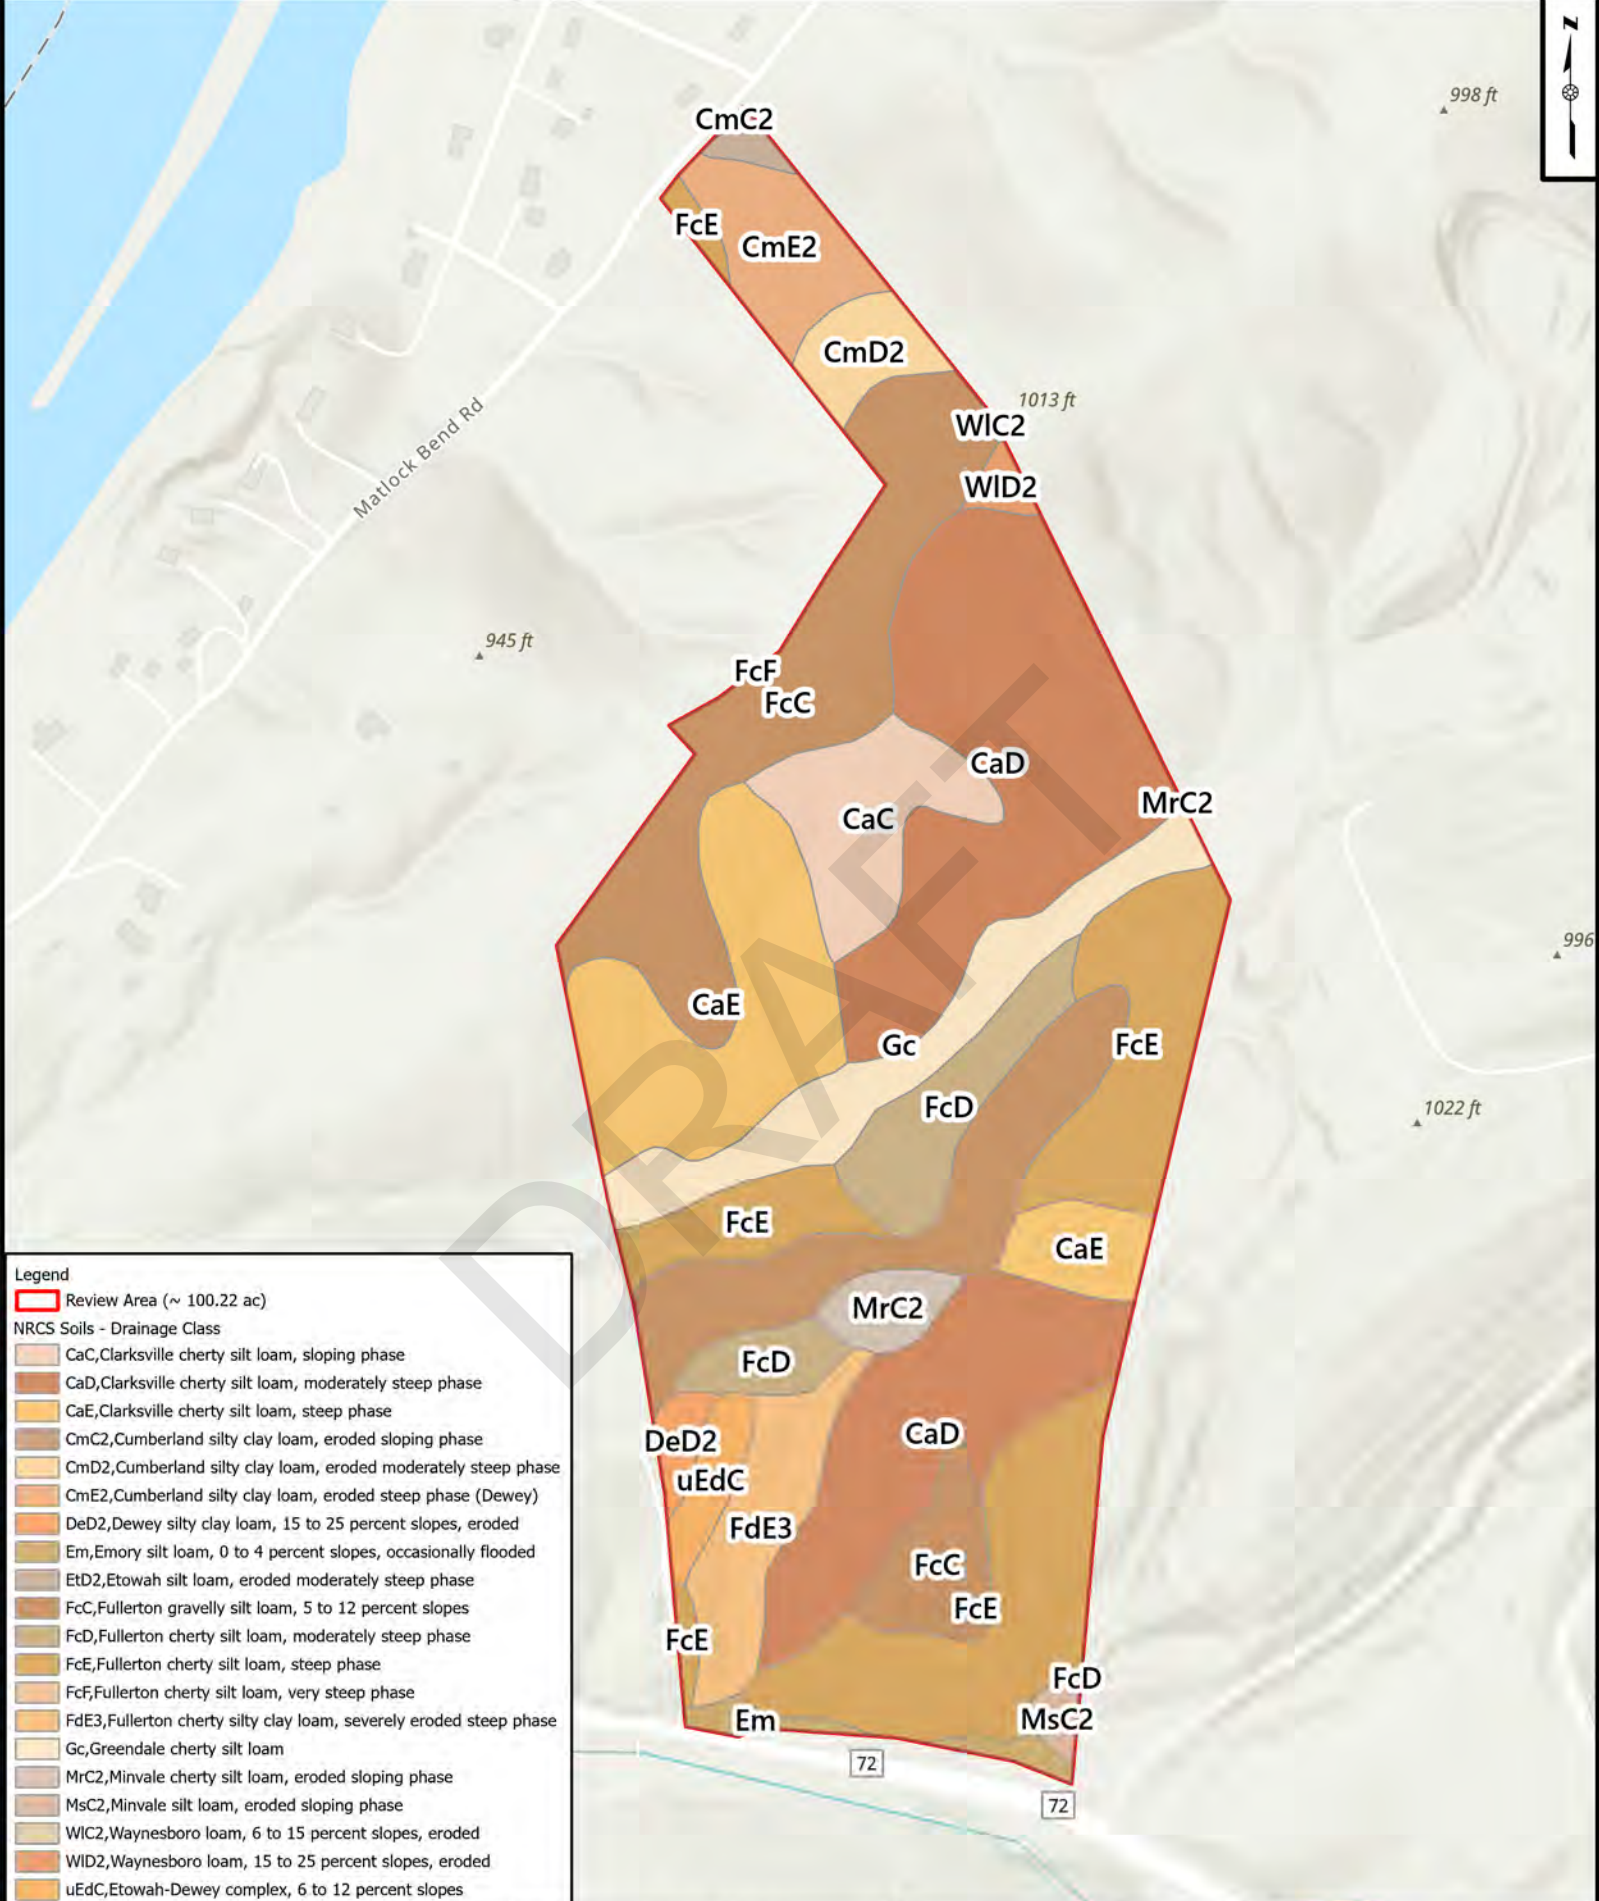 Z
998 ft
CmC2
FcE
CmE2
CmD2
1013 ft
WlC2
WlD2
Matlock Bend Rd
945 ft
FcF
FcC
CaD
MrC2
CaC
996
CaE
Gc
FcE
FcD
1022 ft
FcE
CaE
MrC2
FcD
DeD2
CaD
uEdC
FdE3
FcC
FcE
FcE
FcD
MsC2
Em
72
72
DRAFT
Legend
Review Area (~ 100.22 ac)
NRCS Soils - Drainage Class
CaC,Clarksville cherty silt loam, sloping phase
CaD,Clarksville cherty silt loam, moderately steep phase
CaE,Clarksville cherty silt loam, steep phase
CmC2,Cumberland silty clay loam, eroded sloping phase
CmD2,Cumberland silty clay loam, eroded moderately steep phase
CmE2,Cumberland silty clay loam, eroded steep phase (Dewey)
DeD2,Dewey silty clay loam, 15 to 25 percent slopes, eroded
Em,Emory silt loam, 0 to 4 percent slopes, occasionally flooded
EtD2,Etowah silt loam, eroded moderately steep phase
FcC,Fullerton gravelly silt loam, 5 to 12 percent slopes
FcD,Fullerton cherty silt loam, moderately steep phase
FcE,Fullerton cherty silt loam, steep phase
FcF,Fullerton cherty silt loam, very steep phase
FdE3,Fullerton cherty silty clay loam, severely eroded steep phase
Gc,Greendale cherty silt loam
MrC2,Minvale cherty silt loam, eroded sloping phase
MsC2,Minvale silt loam, eroded sloping phase
WlC2,Waynesboro loam, 6 to 15 percent slopes, eroded
WlD2,Waynesboro loam, 15 to 25 percent slopes, eroded
uEdC,Etowah-Dewey complex, 6 to 12 percent slopes